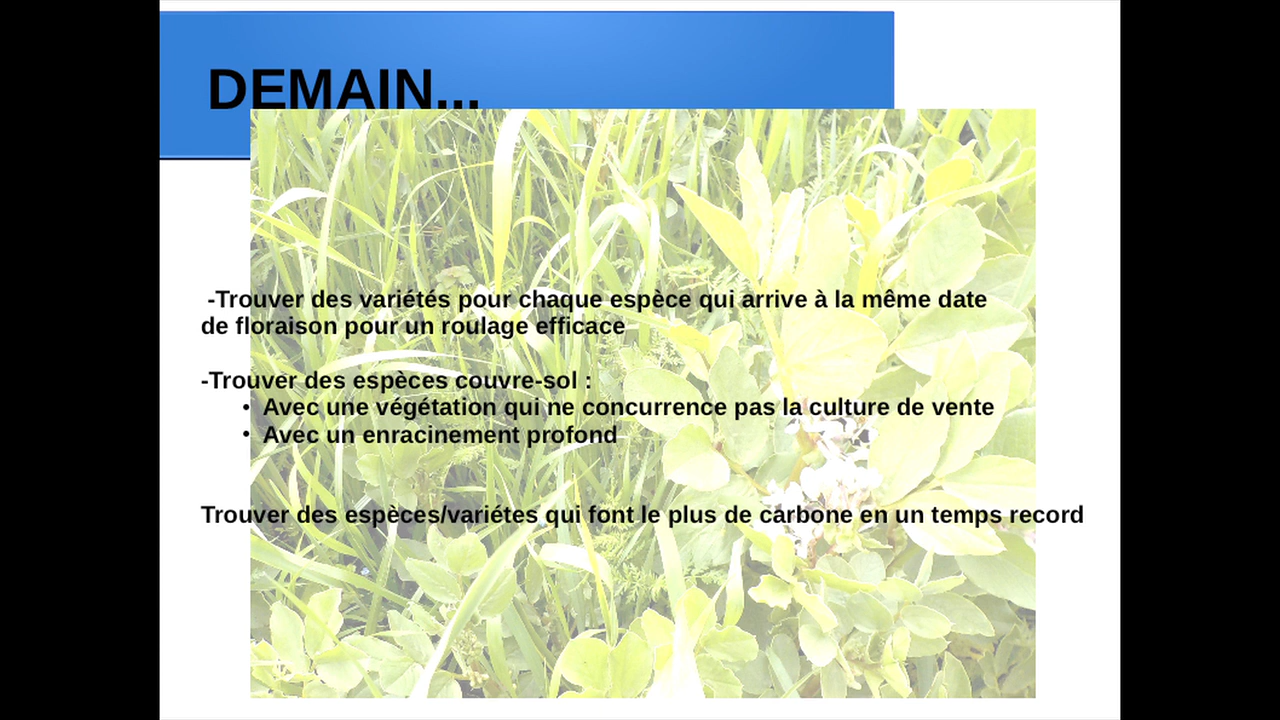 DEMAIN...
-Trouver des variétés pour chaque espèce qui arrive à la même date
de floraison pour un roulage efficace
-Trouver des espèces couvre-sol :
• Avec une végétation qui ne concurrence pas la culture de vente
• Avec un enracinement profond
Trouver des espèces/variétes qui font le plus de carbone en un temps record